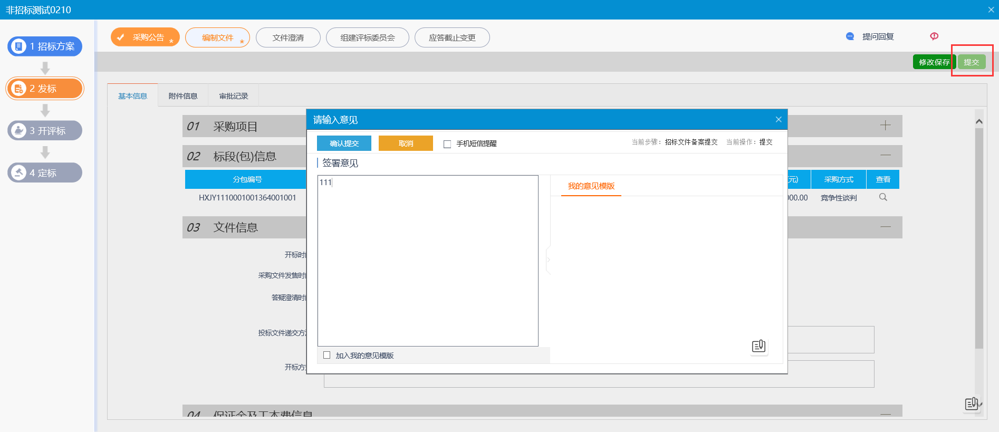 非招标测试0210
1 招标方案
2 发标
3 开评标
4 定标
采购公告 *
编制文件 *
文件澄清
组建评标委员会
应答截止变更
提问回复
修改保存
提交
基本信息
附件信息
审批记录
01 采购项目
02 标段(包)信息
分包编号
元)
采购方式
查看
HXJY1110001001364001001
00.00
竞争性谈判
03 文件信息
开标时
采购文件发售时
答疑澄清时
投标文件递交方
开标方
04 保证金及工本费信息
请输入意见
确认提交
取消
手机短信提醒
当前步骤：招标文件备案提交
当前操作：提交
签署意见
111
我的意见模版
加入我的意见模版